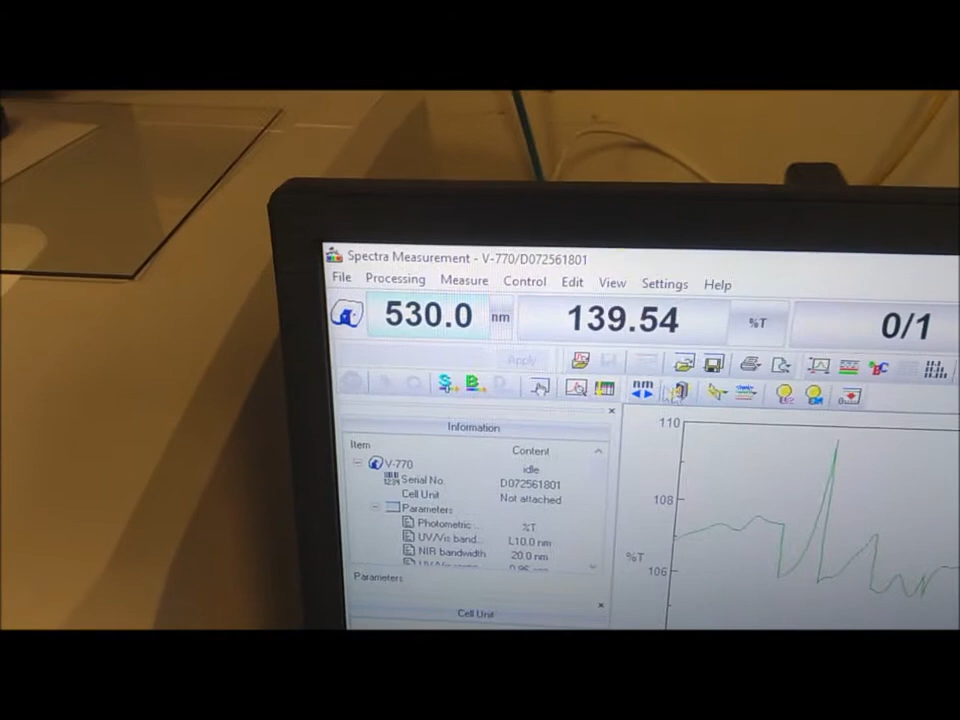 Spectra Measurement - V-770/D072561801
File Processing Measure Control Edit View Settings Help
530.0 nm 139.54 %T 0/1
Apply
nm
Information
Item Content
V-770 idle
Serial No. D072561801
Cell Unit Not attached
Parameters
Photometric... %T
UV/Vis band... L10.0 nm
NIR bandwidth 20.0 nm
Parameters
Cell Unit
110
108
%T
106